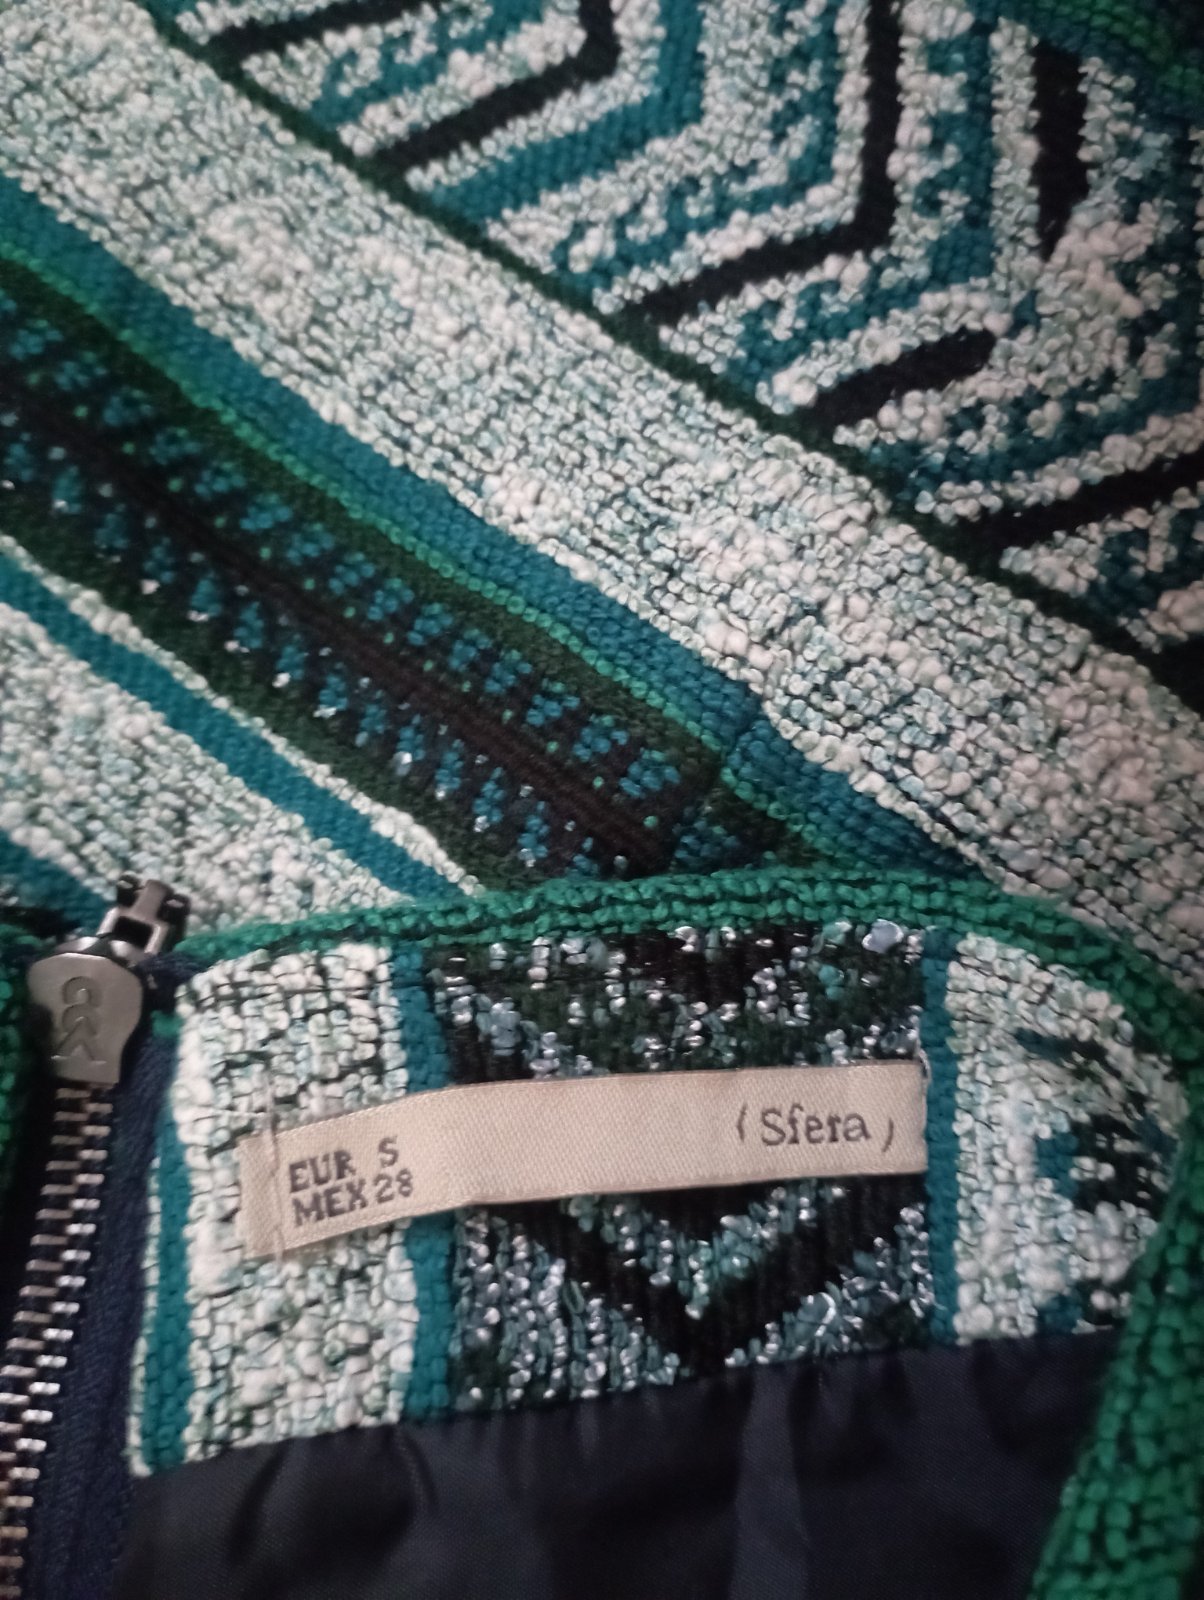 EUR S
MEX 28
(Sfera)